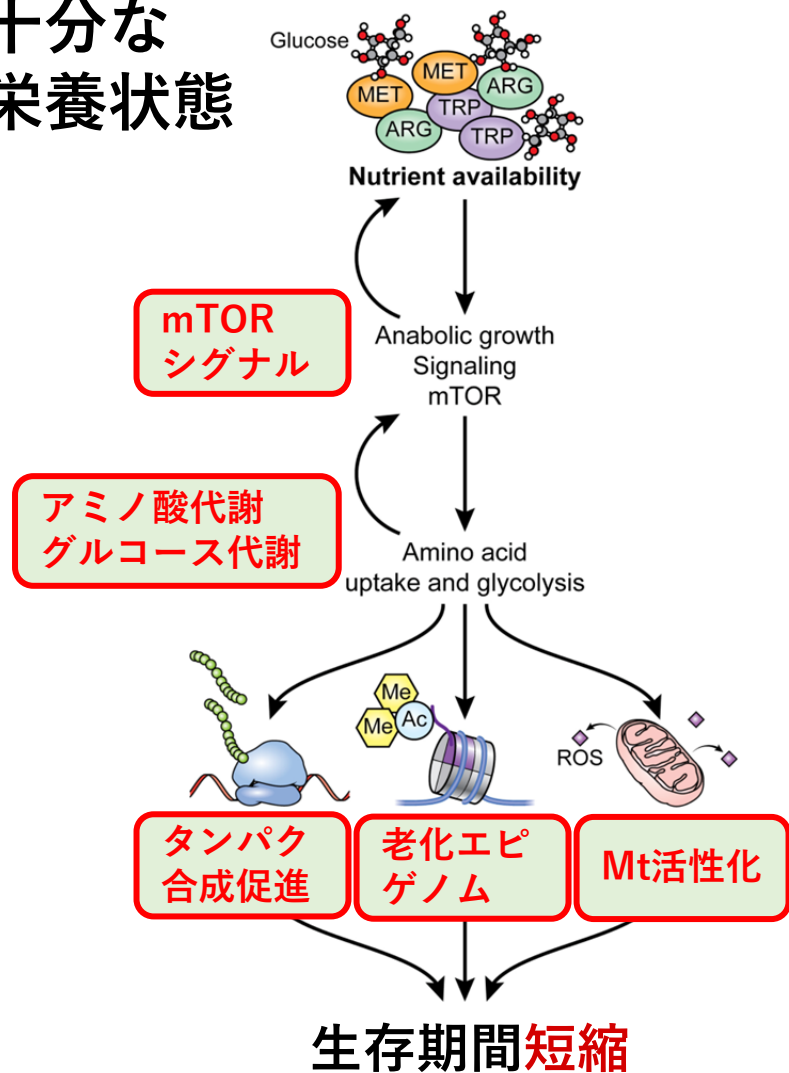 十分な
栄養状態
Glucose
MET
MET
ARG
TRP
ARG
TRP
Nutrient availability
mTOR
シグナル
Anabolic growth
Signaling
mTOR
アミノ酸代謝
グルコース代謝
Amino acid
uptake and glycolysis
Me
Me
Ac
ROS
タンパク
合成促進
老化エピ
ゲノム
Mt活性化
生存期間短縮